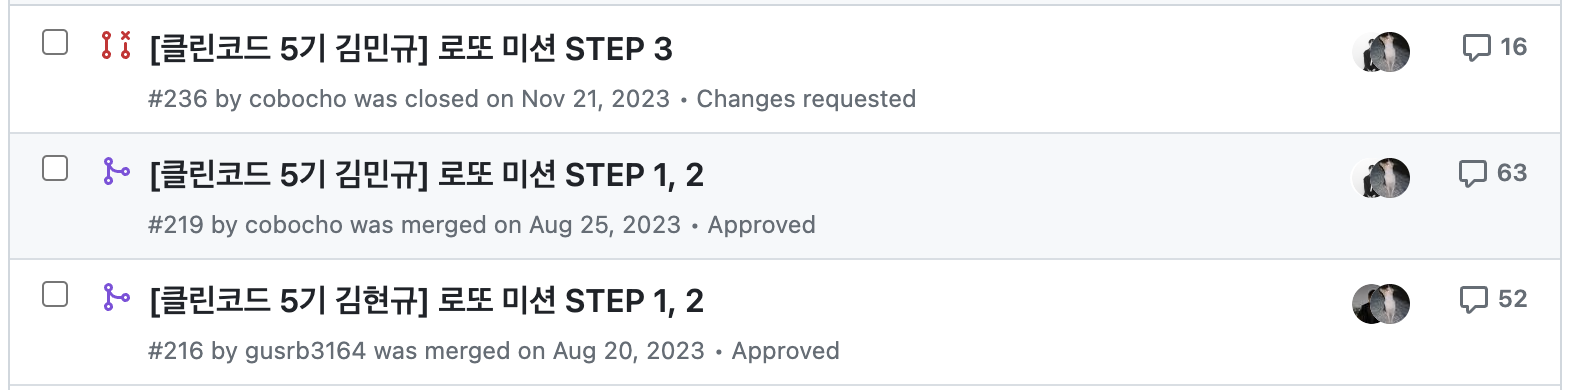 [클린코드 5기 김민규] 로또 미션 STEP 3
16
#236 by cobocho was closed on Nov 21, 2023 • Changes requested
[클린코드 5기 김민규] 로또 미션 STEP 1, 2
63
#219 by cobocho was merged on Aug 25, 2023 • Approved
[클린코드 5기 김현규] 로또 미션 STEP 1, 2
52
#216 by gusrb3164 was merged on Aug 20, 2023 • Approved